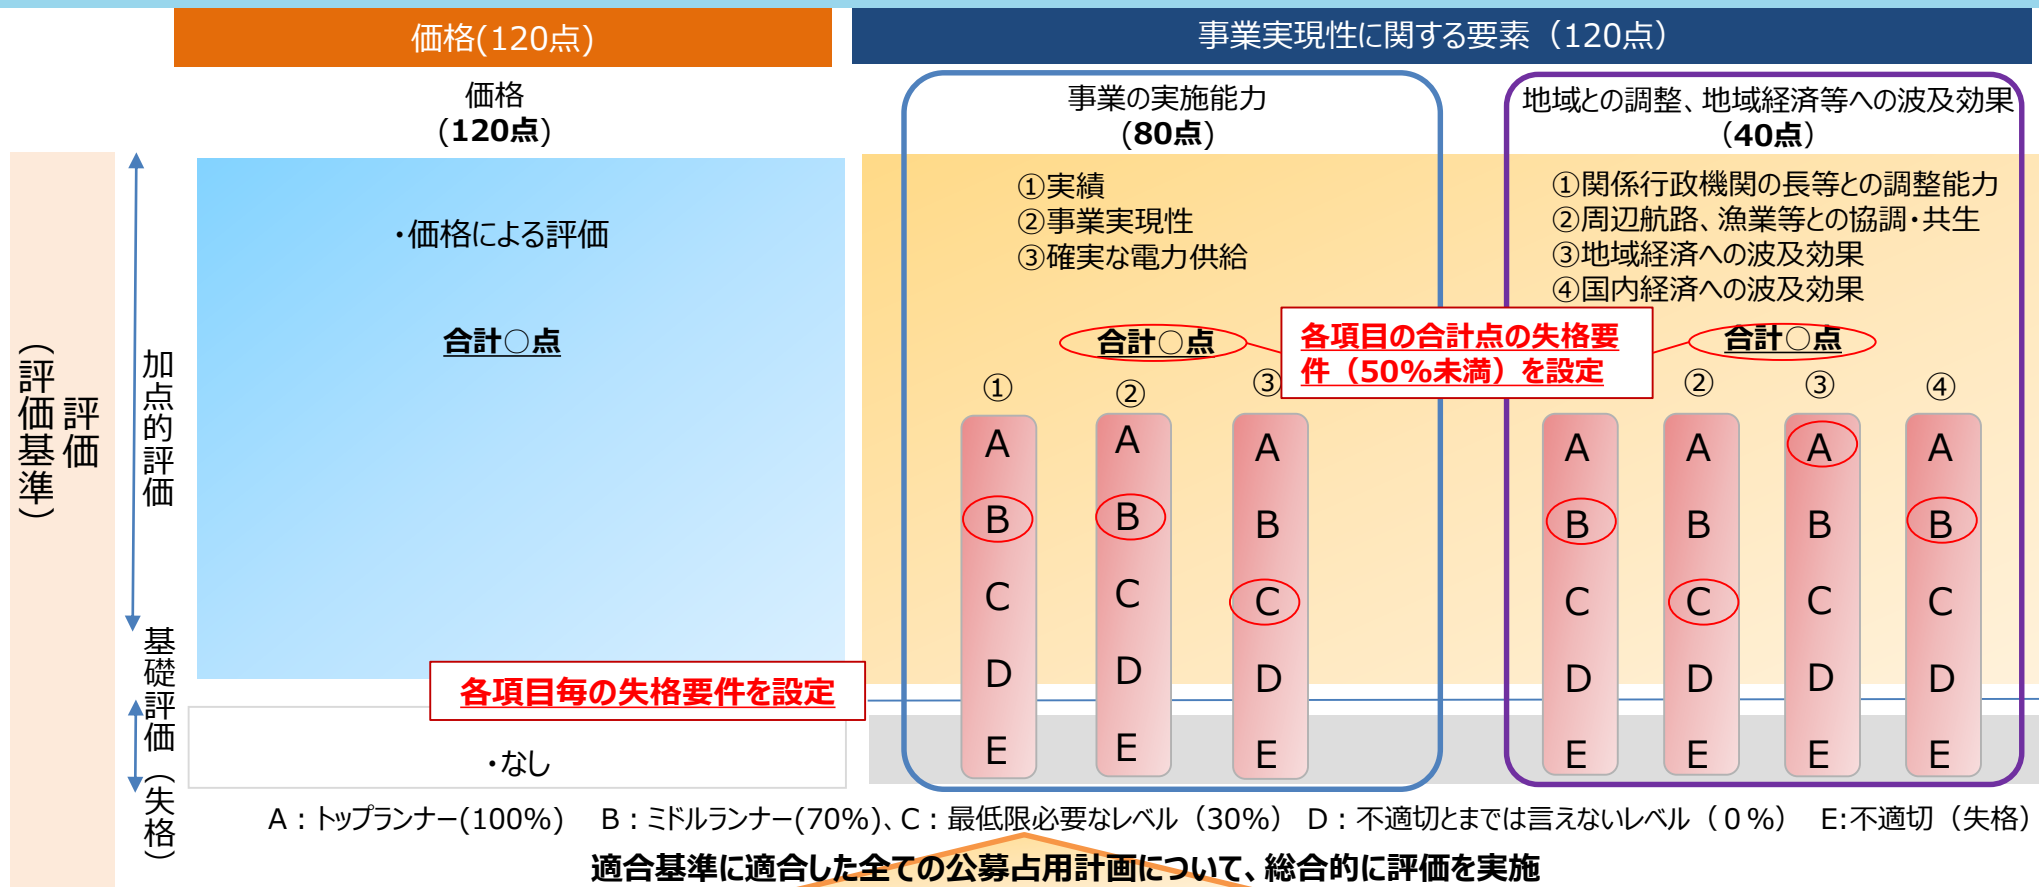 価格(120点)
事業実現性に関する要素（120点）
価格
(120点)
事業の実施能力
(80点)
地域との調整、地域経済等への波及効果
（40点）
評価
（評価基準）
加点的評価
基礎評価（失格）
・価格による評価
合計○点
①実績
②事業実現性
③確実な電力供給
合計○点
①関係行政機関の長等との調整能力
②周辺航路、漁業等との協調・共生
③地域経済への波及効果
④国内経済への波及効果
合計○点
各項目の合計点の失格要
件（50%未満）を設定
① ② ③ ② ③ ④
A A A A A A A
B B B B B B B
C C C C C C C
D D D D D D D
E E E E E E E
各項目毎の失格要件を設定
・なし
A：トップランナー(100%) B：ミドルランナー(70%)、C：最低限必要なレベル（30%） D：不適切とまでは言えないレベル（０%） E:不適切（失格）
適合基準に適合した全ての公募占用計画について、総合的に評価を実施